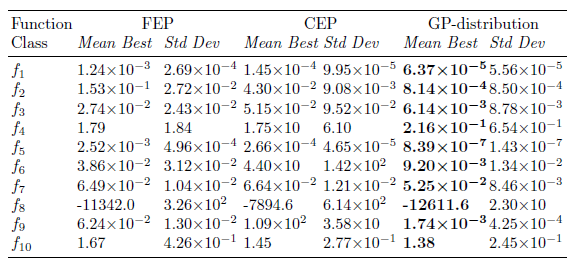 Function FEP CEP GP-distribution
Class Mean Best Std Dev Mean Best Std Dev Mean Best Std Dev
f1 1.24×10−3 2.69×10−4 1.45×10−4 9.95×10−5 6.37×10−5 5.56×10−5
f2 1.53×10−1 2.72×10−2 4.30×10−2 9.08×10−3 8.14×10−4 8.50×10−4
f3 2.74×10−2 2.43×10−2 5.15×10−2 9.52×10−2 6.14×10−3 8.78×10−3
f4 1.79 1.84 1.75×10 6.10 2.16×10−1 6.54×10−1
f5 2.52×10−3 4.96×10−4 2.66×10−4 4.65×10−5 8.39×10−7 1.43×10−7
f6 3.86×10−2 3.12×10−2 4.40×10 1.42×102 9.20×10−3 1.34×10−2
f7 6.49×10−2 1.04×10−2 6.64×10−2 1.21×10−2 5.25×10−2 8.46×10−3
f8 -11342.0 3.26×102 -7894.6 6.14×102 -12611.6 2.30×10
f9 6.24×10−2 1.30×10−2 1.09×102 3.58×10 1.74×10−3 4.25×10−4
f10 1.67 4.26×10−1 1.45 2.77×10−1 1.38 2.45×10−1